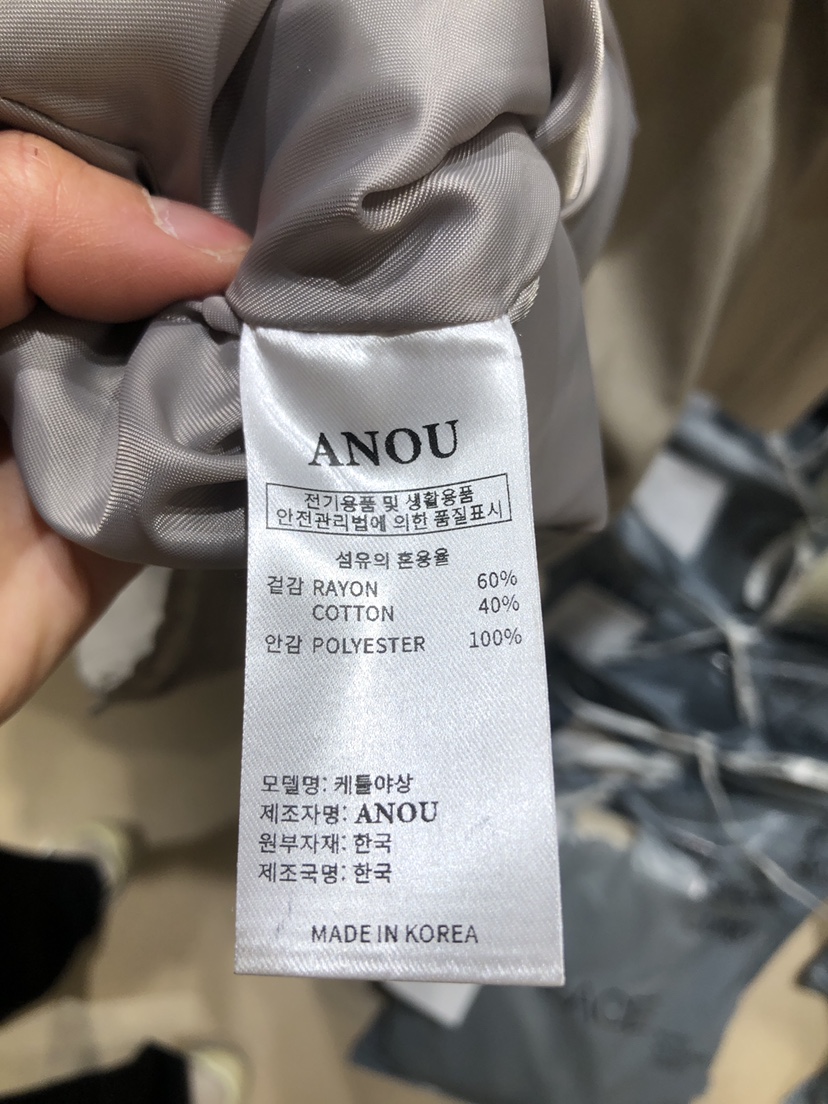 ANOU
전기용품 및 생활용품
안전관리법에 의한 품질표시
섬유의 혼용율
겉감 RAYON 60%
COTTON 40%
안감 POLYESTER 100%
모델명: 케틀야상
제조자명: ANOU
원부자재: 한국
제조국명: 한국
MADE IN KOREA